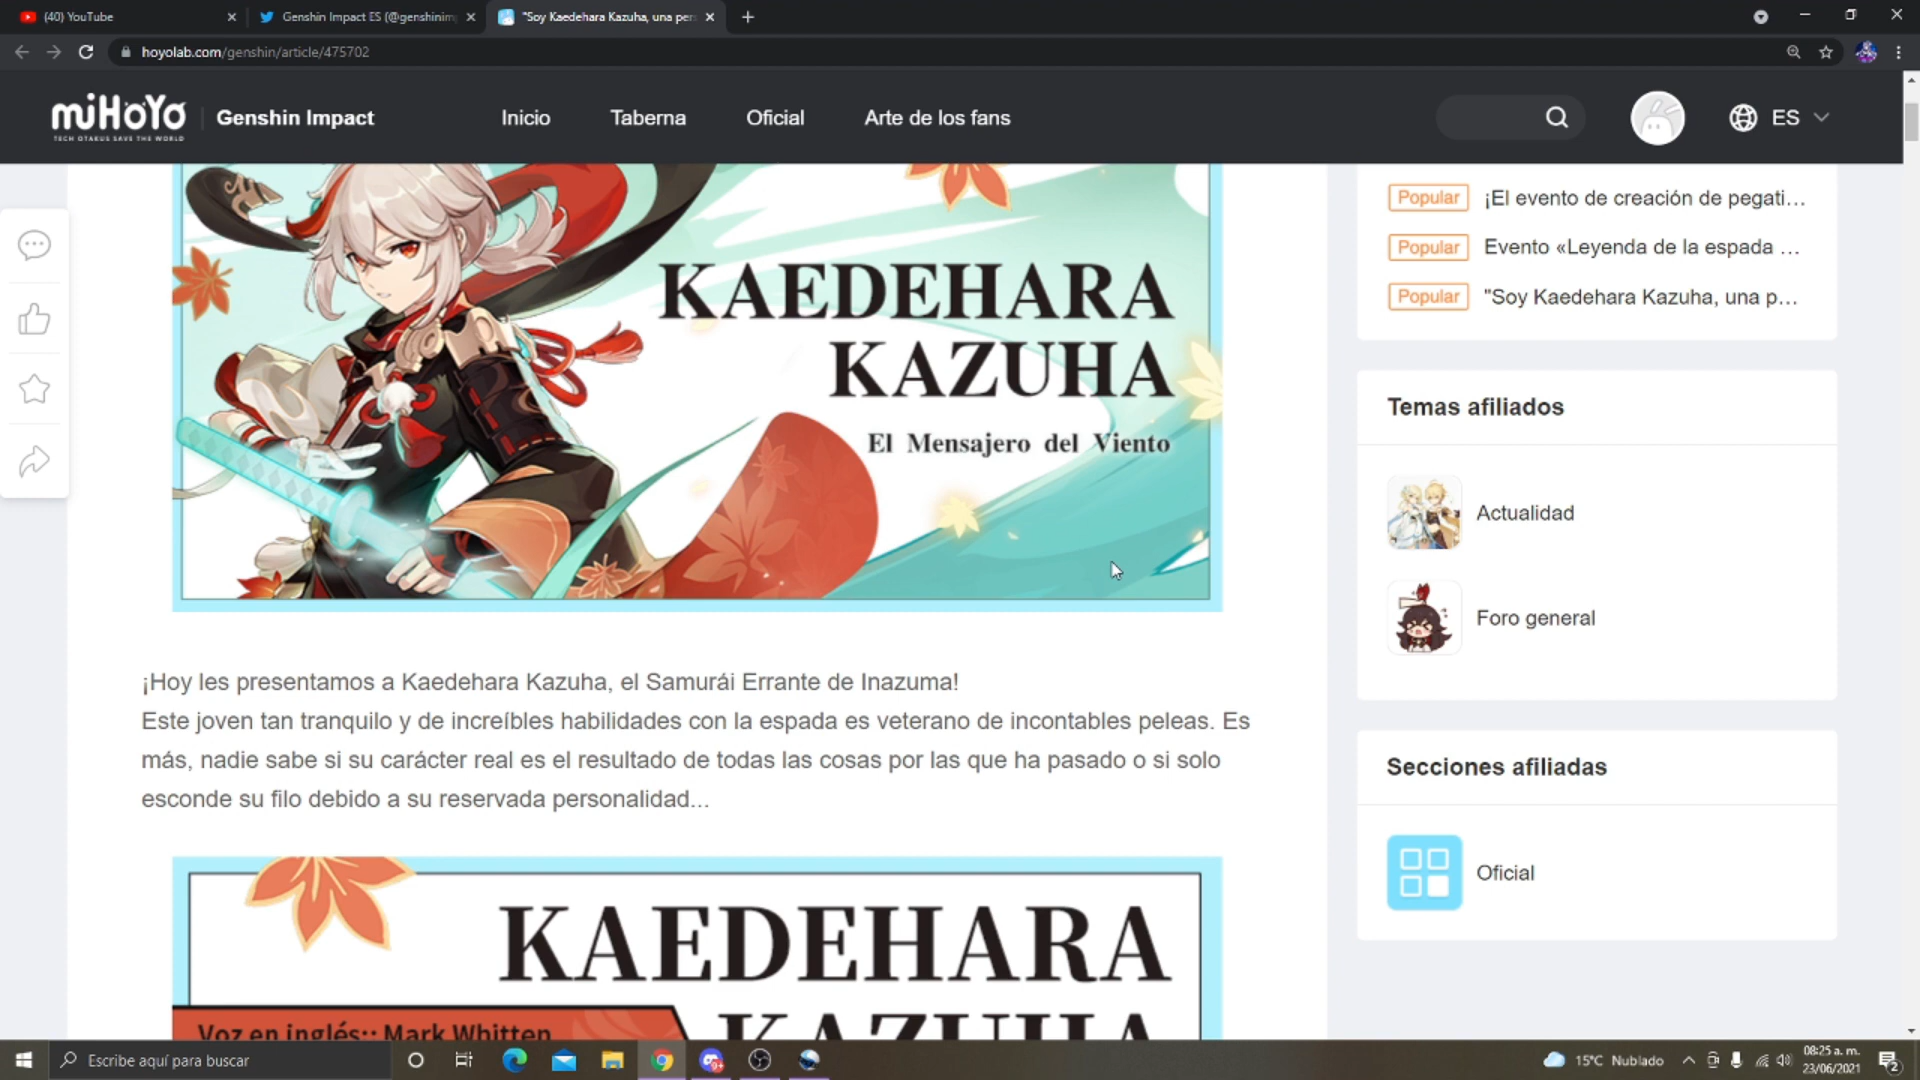 (40) YouTube
Genshin Impact ES (@genshinim
"Soy Kaedehara Kazuha, una pers
hoyolab.com/genshin/article/475702
miHoYo
TECH OTAKUS SAVE THE WORLD
Genshin Impact
Inicio
Taberna
Oficial
Arte de los fans
ES
KAEDEHARA
KAZUHA
El Mensajero del Viento
¡Hoy les presentamos a Kaedehara Kazuha, el Samurái Errante de Inazuma!
Este joven tan tranquilo y de increíbles habilidades con la espada es veterano de incontables peleas. Es
más, nadie sabe si su carácter real es el resultado de todas las cosas por las que ha pasado o si solo
esconde su filo debido a su reservada personalidad...
KAEDEHARA
KAZUHA
Voz en inglés:: Mark Whitten
Popular ¡El evento de creación de pegati...
Popular Evento «Leyenda de la espada ...
Popular "Soy Kaedehara Kazuha, una p...
Temas afiliados
Actualidad
Foro general
Secciones afiliadas
Oficial
Escribe aquí para buscar
9+
15°C Nublado
08:25 a. m.
23/06/2021
2